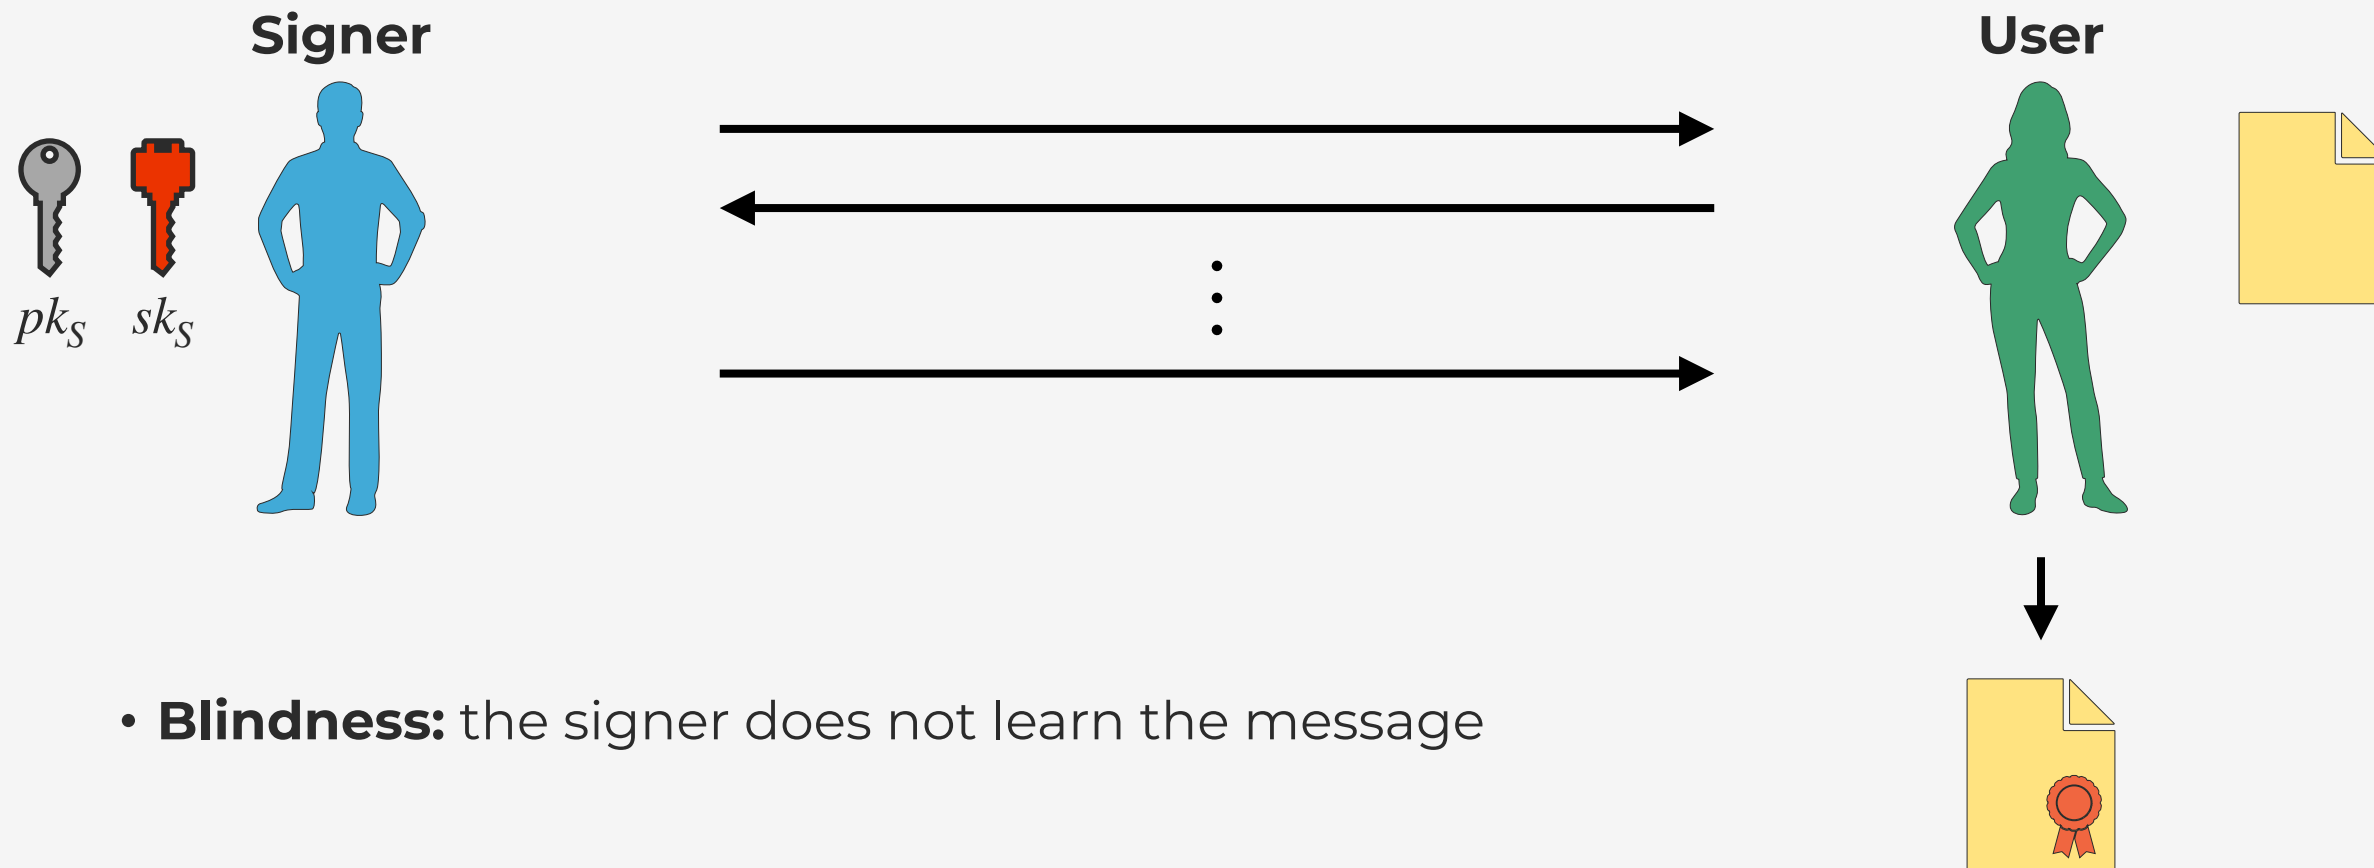 Signer
User
pk_S sk_S
• Blindness: the signer does not learn the message